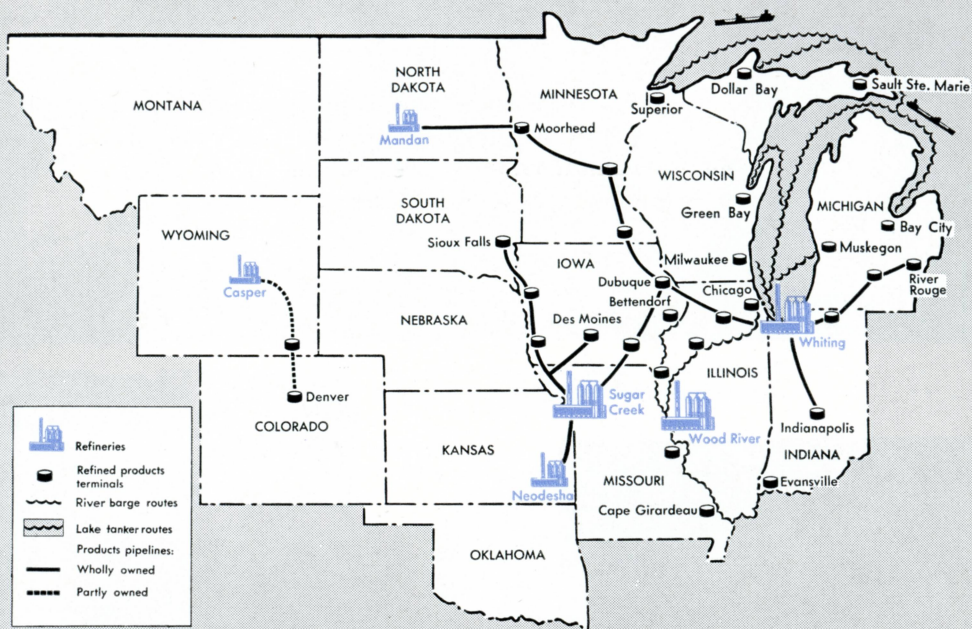 MONTANA
NORTH
DAKOTA
Mandan
MINNESOTA
Moorhead
Superior
Dollar Bay
Sault Ste. Marie
WISCONSIN
Green Bay
MICHIGAN
Bay City
Muskegon
River
Rouge
SOUTH
DAKOTA
Sioux Falls
WYOMING
Casper
IOWA
Dubuque
Bettendorf
Des Moines
Milwaukee
Chicago
Whiting
NEBRASKA
Denver
COLORADO
KANSAS
Neodesha
Sugar
Creek
Wood River
ILLINOIS
Indianapolis
INDIANA
Evansville
MISSOURI
Cape Girardeau
OKLAHOMA
Refineries
Refined products
terminals
River barge routes
Lake tanker routes
Products pipelines:
Wholly owned
Partly owned